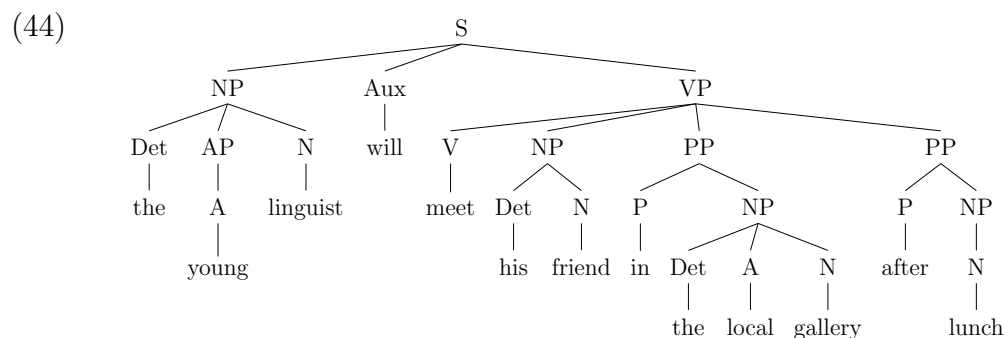 (44) S
NP Aux VP
Det AP N will V NP PP PP
the A linguist meet Det N P NP P NP
young his friend in Det A N after N
the local gallery lunch